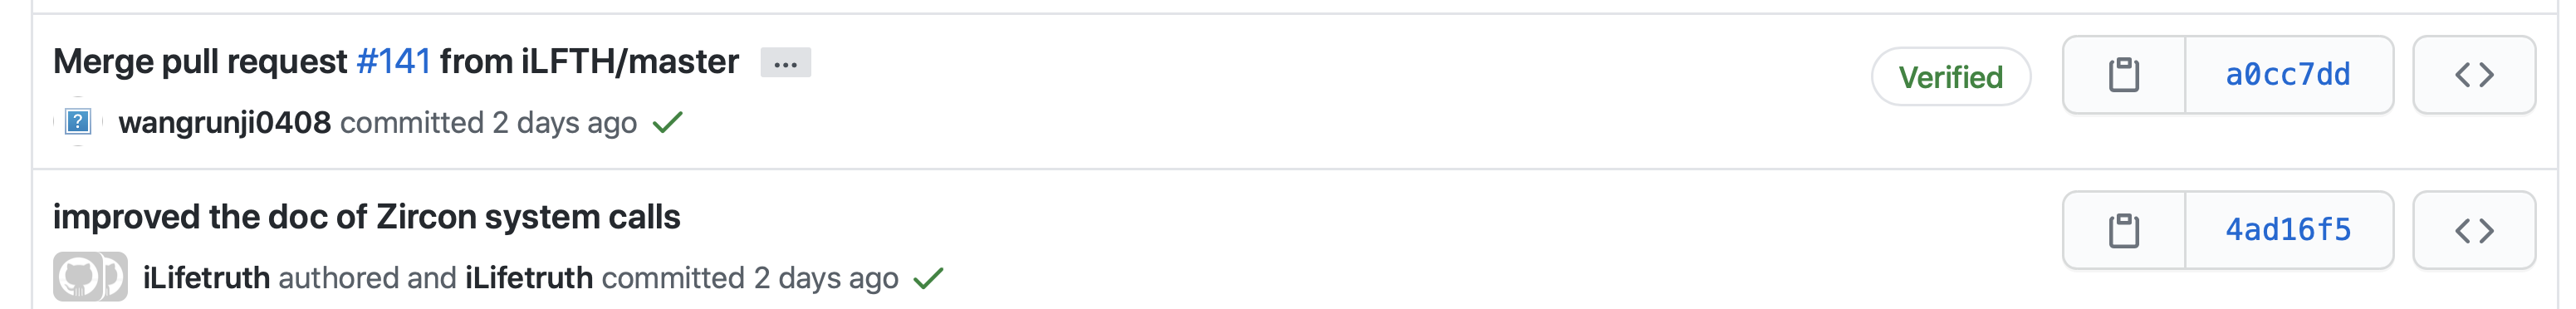 Merge pull request #141 from iLFTH/master ...
Verified
a0cc7dd
wangrunji0408 committed 2 days ago
improved the doc of Zircon system calls
4ad16f5
iLifetruth authored and iLifetruth committed 2 days ago